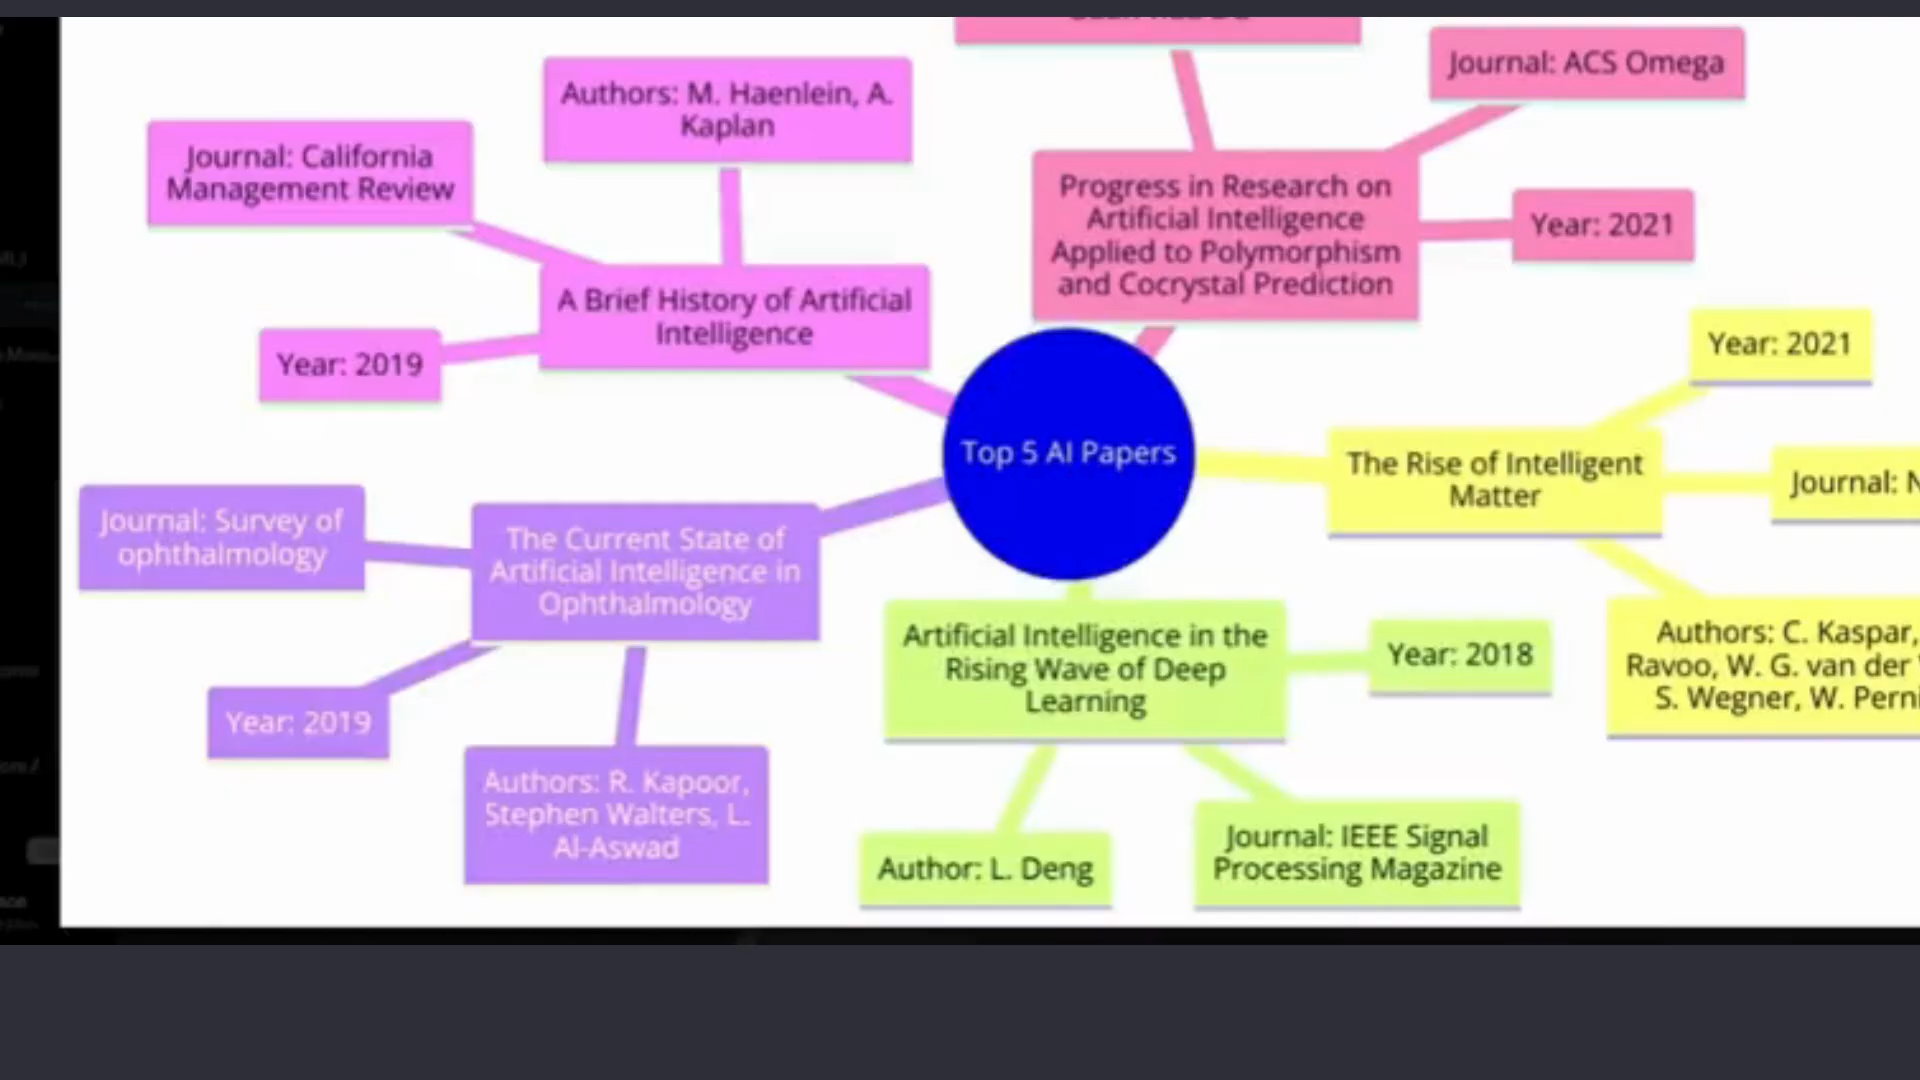 Journal: ACS Omega
Authors: M. Haenlein, A.
Kaplan
Journal: California
Management Review
Progress in Research on
Artificial Intelligence
Applied to Polymorphism
and Cocrystal Prediction
Year: 2021
A Brief History of Artificial
Intelligence
Year: 2019
Year: 2021
Top 5 AI Papers
The Rise of Intelligent
Matter
Journal: N
Journal: Survey of
ophthalmology
The Current State of
Artificial Intelligence in
Ophthalmology
Year: 2019
Authors: R. Kapoor,
Stephen Walters, L.
Al-Aswad
Artificial Intelligence in the
Rising Wave of Deep
Learning
Year: 2018
Authors: C. Kaspar,
Ravoo, W. G. van der
S. Wegner, W. Perni
Author: L. Deng
Journal: IEEE Signal
Processing Magazine